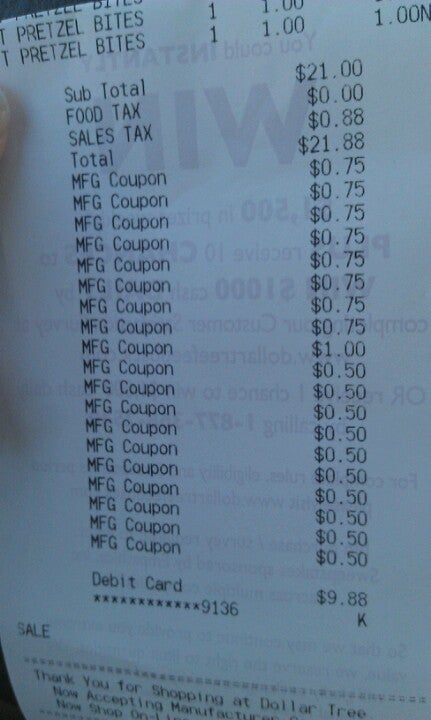 PRETZEL BITES 1 1.00
T PRETZEL BITES 1 1.00 1.00N
Sub Total $21.00
FOOD TAX $0.00
SALES TAX $0.88
Total $21.88
MFG Coupon $0.75
MFG Coupon $0.75
MFG Coupon $0.75
MFG Coupon $0.75
MFG Coupon $0.75
MFG Coupon $0.75
MFG Coupon $0.75
MFG Coupon $0.75
MFG Coupon $1.00
MFG Coupon $0.50
MFG Coupon $0.50
MFG Coupon $0.50
MFG Coupon $0.50
MFG Coupon $0.50
MFG Coupon $0.50
MFG Coupon $0.50
MFG Coupon $0.50
MFG Coupon $0.50
MFG Coupon $0.50
Debit Card $9.88
************9136 K
SALE
Thank You for Shopping at Dollar Tree
Now Accepting Manufacturer
Now Shop On-Li